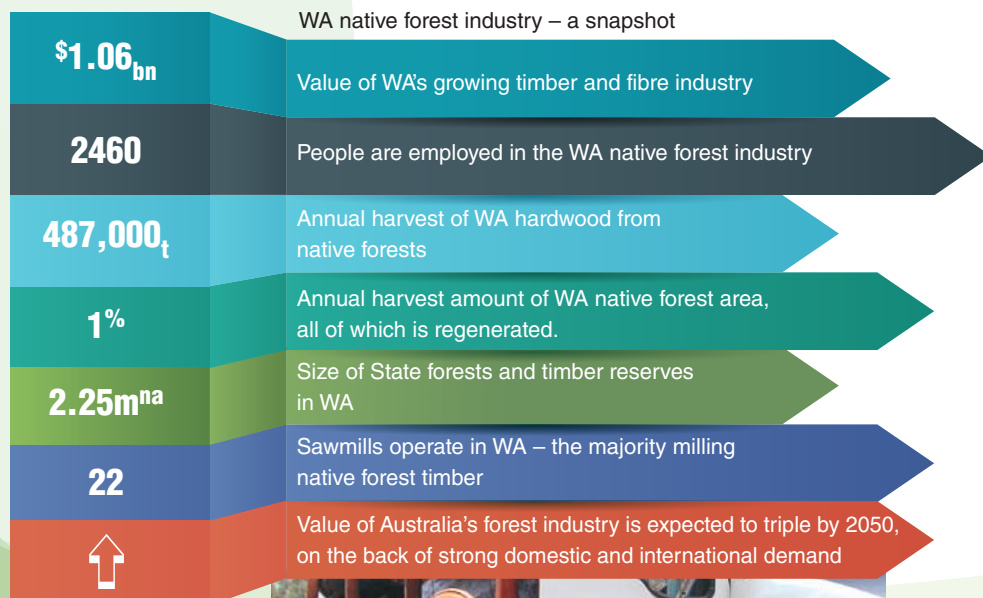 WA native forest industry – a snapshot
$1.06bn
Value of WA's growing timber and fibre industry
2460
People are employed in the WA native forest industry
487,000t
Annual harvest of WA hardwood from
native forests
1%
Annual harvest amount of WA native forest area,
all of which is regenerated.
2.25mna
Size of State forests and timber reserves
in WA
22
Sawmills operate in WA – the majority milling
native forest timber
Value of Australia's forest industry is expected to triple by 2050,
on the back of strong domestic and international demand